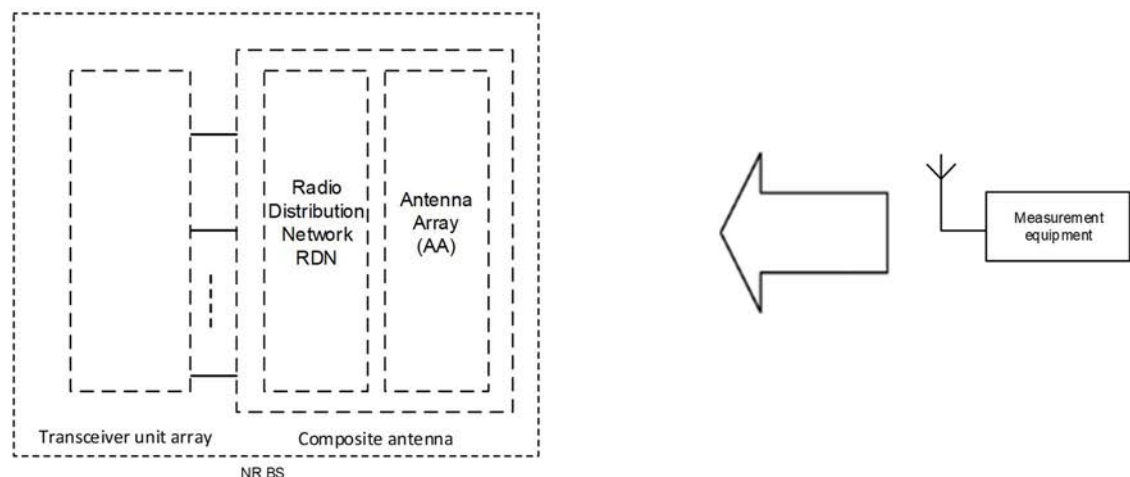 Radio
Distribution
Network
RDN
Antenna
Array
(AA)
Measurement
equipment
Transceiver unit array
Composite antenna
NR BS